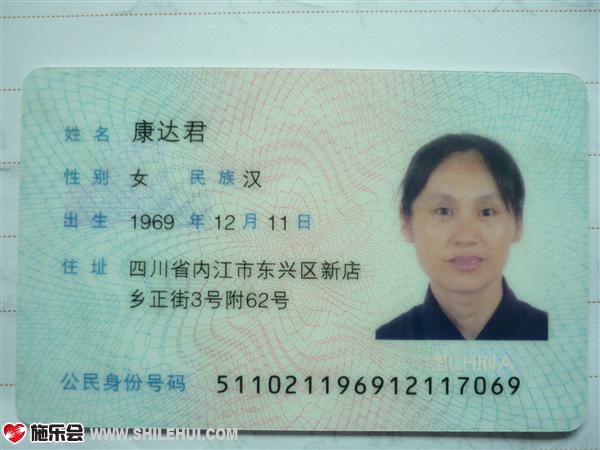 姓名 康达君
性别 女 民族 汉
出生 1969 年 12 月 11 日
住址 四川省内江市东兴区新店
乡正街3号附62号
国CHINA
公民身份号码 511021196912117069
施乐会 WWW.SHILEHUI.COM